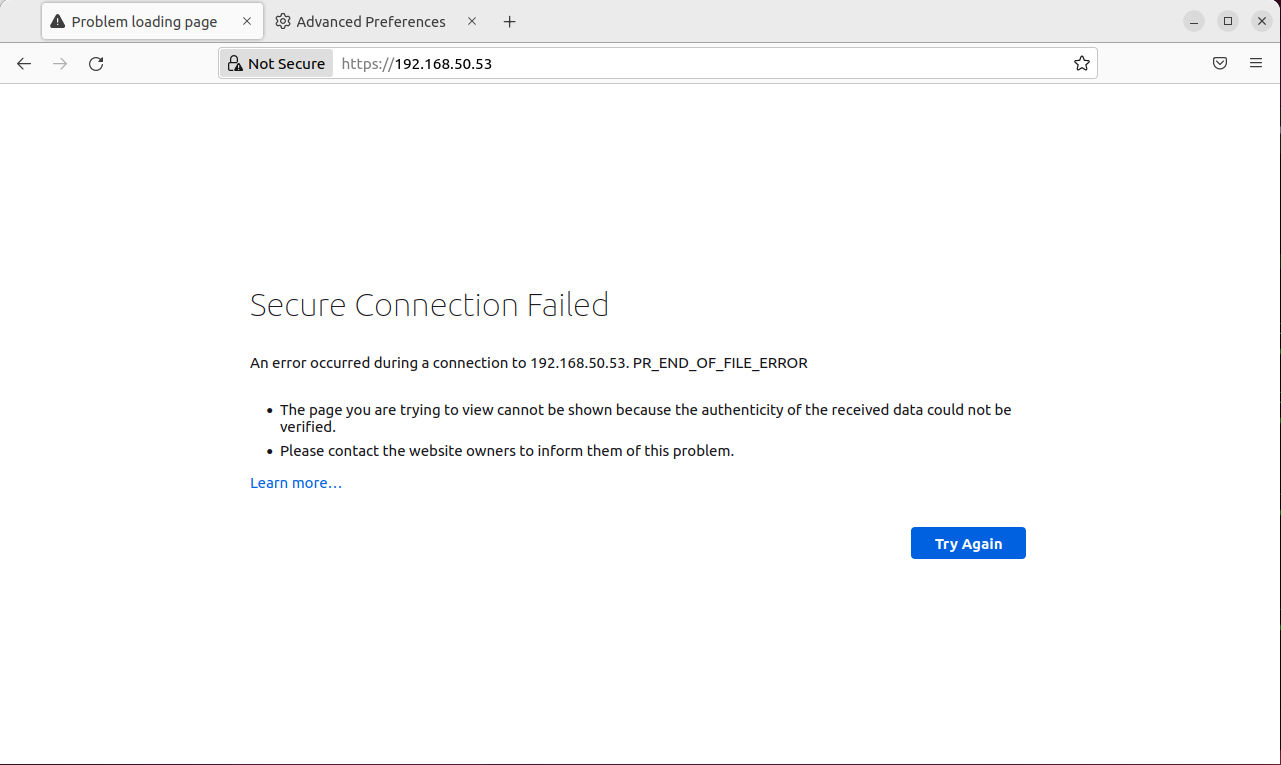 Problem loading page
Advanced Preferences
Not Secure
https://192.168.50.53
Secure Connection Failed
An error occurred during a connection to 192.168.50.53. PR_END_OF_FILE_ERROR
The page you are trying to view cannot be shown because the authenticity of the received data could not be
verified.
Please contact the website owners to inform them of this problem.
Learn more…
Try Again